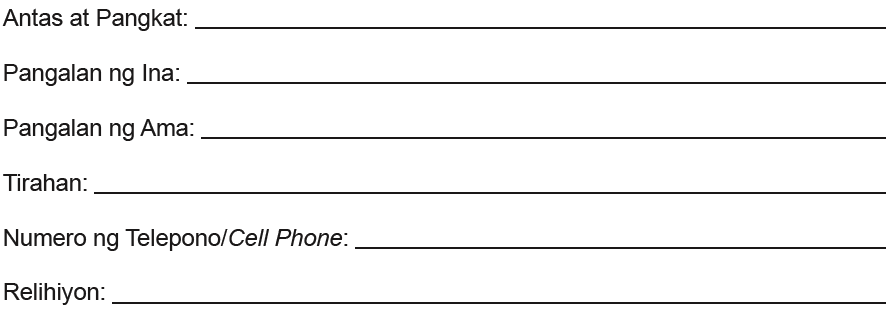 Antas at Pangkat:
Pangalan ng Ina:
Pangalan ng Ama:
Tirahan:
Numero ng Telepono/Cell Phone:
Relihiyon: